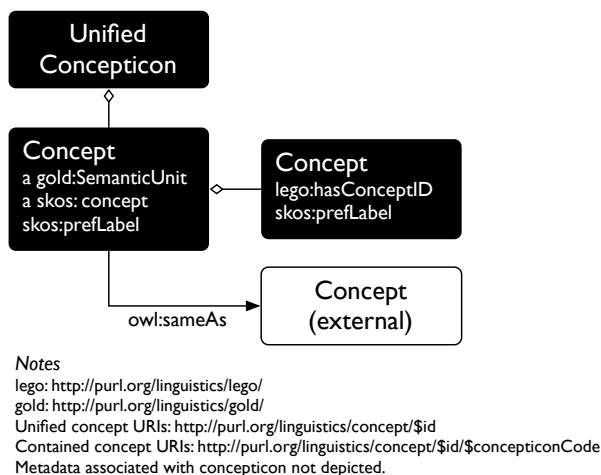 Unified
Concepticon
Concept
a gold:SemanticUnit
a skos: concept
skos:prefLabel
Concept
lego:hasConceptID
skos:prefLabel
owl:sameAs
Concept
(external)
Notes
lego: http://purl.org/linguistics/lego/
gold: http://purl.org/linguistics/gold/
Unified concept URIs: http://purl.org/linguistics/concept/$id
Contained concept URIs: http://purl.org/linguistics/concept/$id/$concepticonCode
Metadata associated with concepticon not depicted.